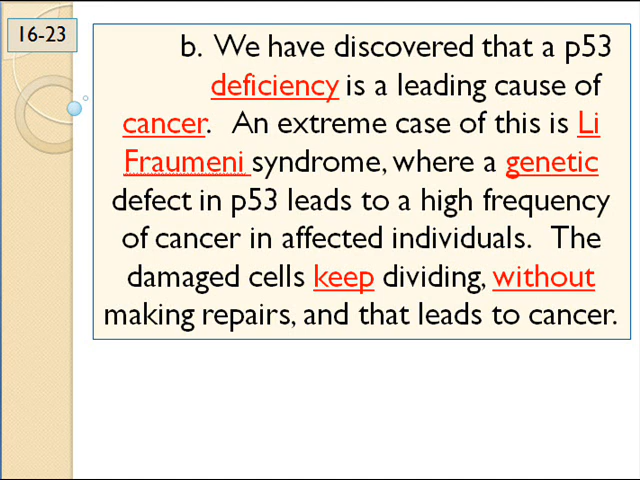 16-23
b. We have discovered that a p53
deficiency is a leading cause of
cancer. An extreme case of this is Li
Fraumeni syndrome, where a genetic
defect in p53 leads to a high frequency
of cancer in affected individuals. The
damaged cells keep dividing, without
making repairs, and that leads to cancer.